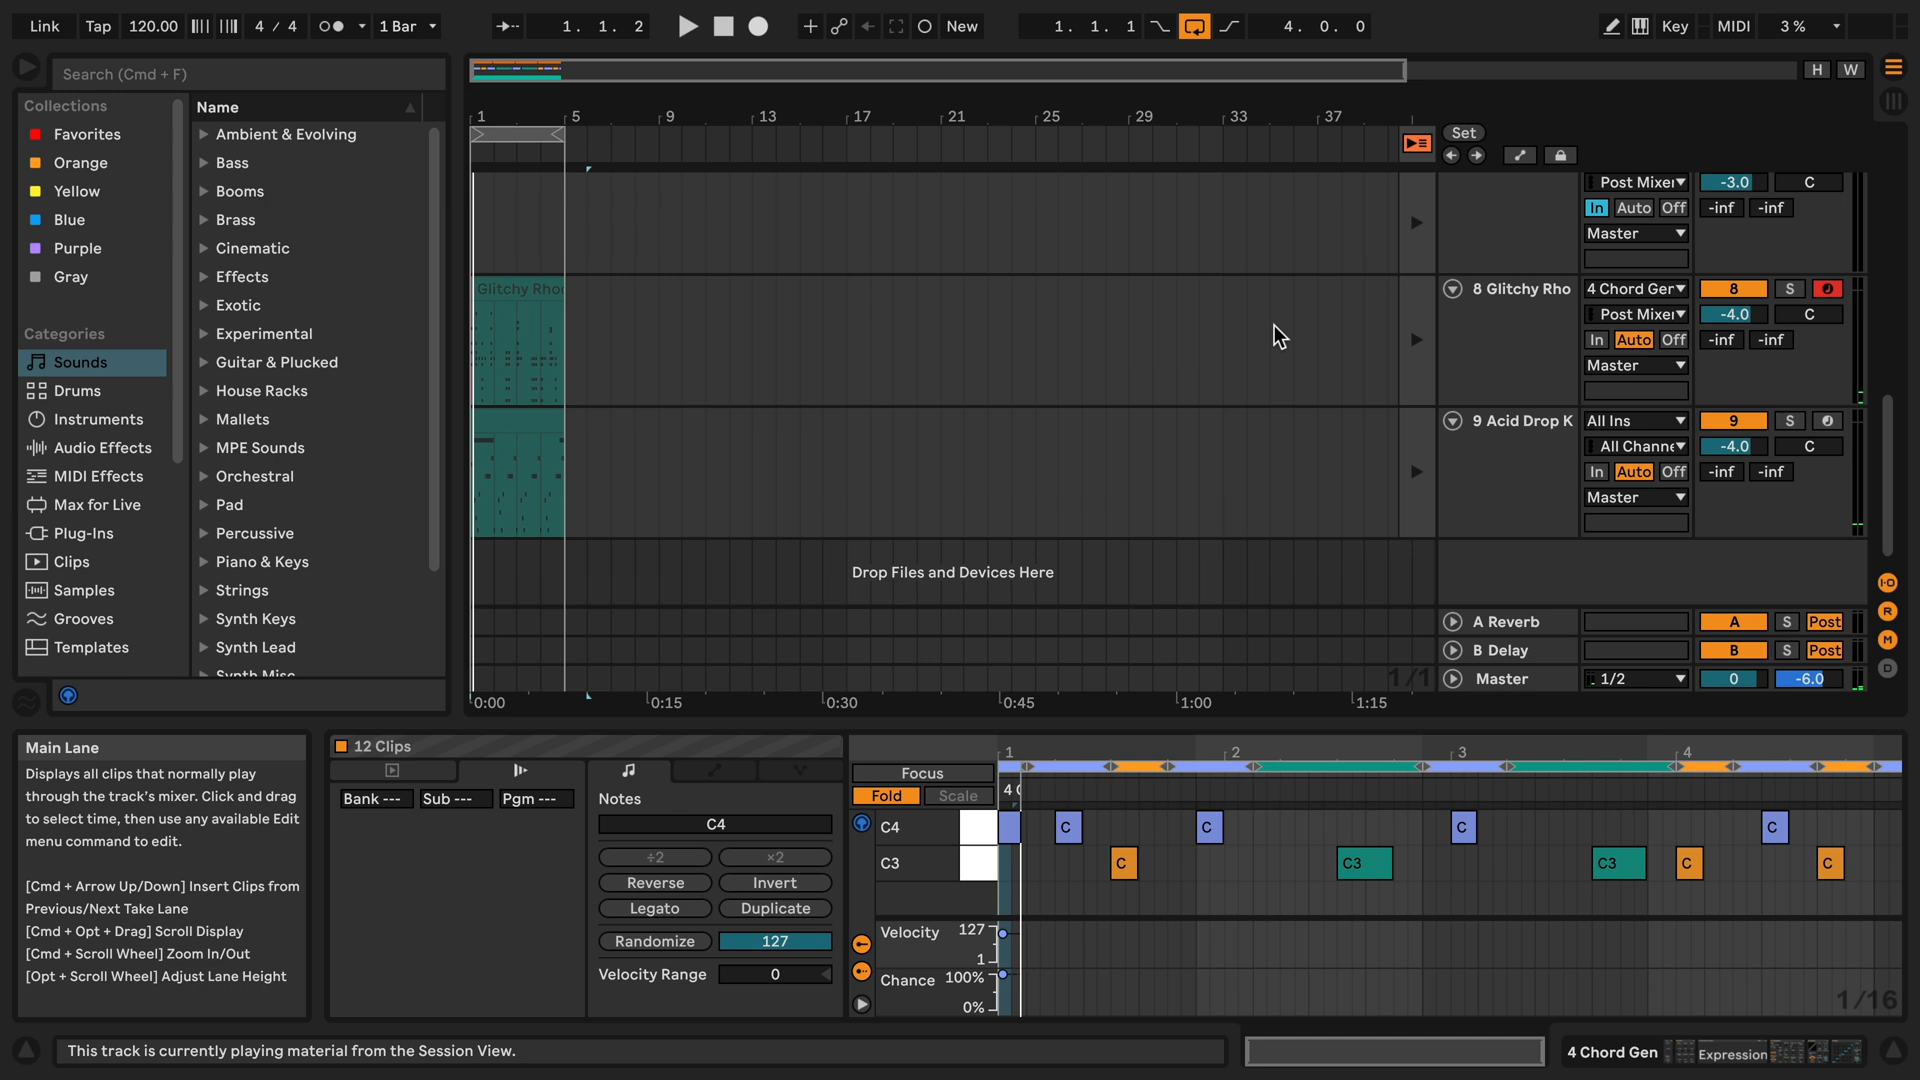 Link Tap 120.00 4 / 4 1 Bar 1. 1. 2 New 1. 1. 1 4. 0. 0 Key MIDI 3 %
Search (Cmd + F)
H W
Collections
Favorites
Orange
Yellow
Blue
Purple
Gray
Categories
Sounds
Drums
Instruments
Audio Effects
MIDI Effects
Max for Live
Plug-Ins
Clips
Samples
Grooves
Templates
Name
Ambient & Evolving
Bass
Booms
Brass
Cinematic
Effects
Exotic
Experimental
Guitar & Plucked
House Racks
Mallets
MPE Sounds
Orchestral
Pad
Percussive
Piano & Keys
Strings
Synth Keys
Synth Lead
Synth Misc
1 5 9 13 17 21 25 29 33 37
Set
Post Mixer -3.0 C
In Auto Off -inf -inf
Master
Glitchy Rho
8 Glitchy Rho 4 Chord Ger 8 S
Post Mixer -4.0 C
In Auto Off -inf -inf
Master
9 Acid Drop K All Ins 9 S
All Channe -4.0 C
In Auto Off -inf -inf
Master
Drop Files and Devices Here
A Reverb A S Post
B Delay B S Post
1/1
Master 1/2 0 -6.0
I·O
R
M
D
0:00 0:15 0:30 0:45 1:00 1:15
Main Lane
Displays all clips that normally play
through the track's mixer. Click and drag
to select time, then use any available Edit
menu command to edit.
[Cmd + Arrow Up/Down] Insert Clips from
Previous/Next Take Lane
[Cmd + Opt + Drag] Scroll Display
[Cmd + Scroll Wheel] Zoom In/Out
[Opt + Scroll Wheel] Adjust Lane Height
12 Clips
Bank --- Sub --- Pgm ---
Notes
C4
÷2 ×2
Reverse Invert
Legato Duplicate
Randomize 127
Velocity Range 0
1 2 3 4
Focus
Fold Scale
4 C
C4 C C C C
C3 C C3 C3 C C
Velocity 127
1
Chance 100%
0%
1/16
This track is currently playing material from the Session View.
4 Chord Gen Expression